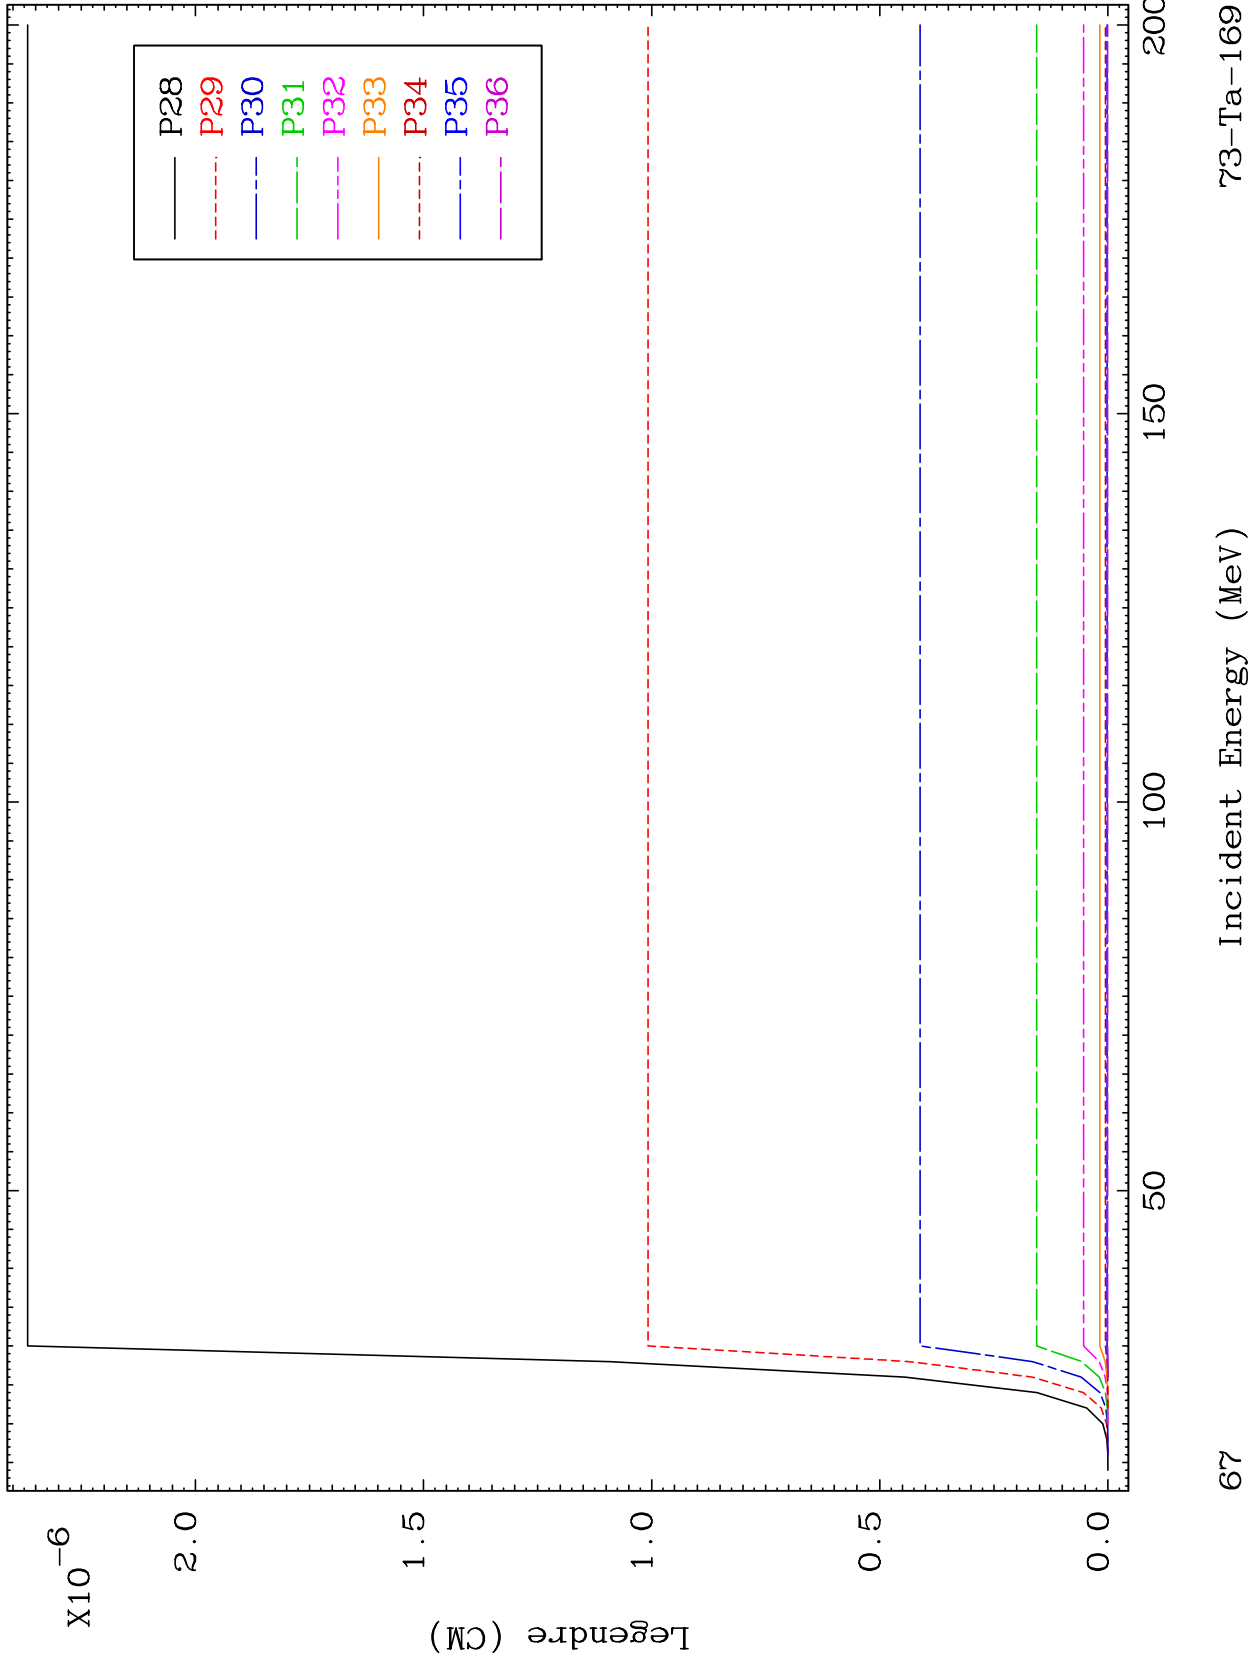 X10-6
2.0
1.5
1.0
0.5
0.0
Legendre (CM)
P28
P29
P30
P31
P32
P33
P34
P35
P36
50
100
150
200
67
Incident Energy (MeV)
73-Ta-169